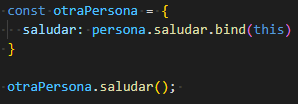 const otraPersona = {
  saludar: persona.saludar.bind(this)
}

otraPersona.saludar();